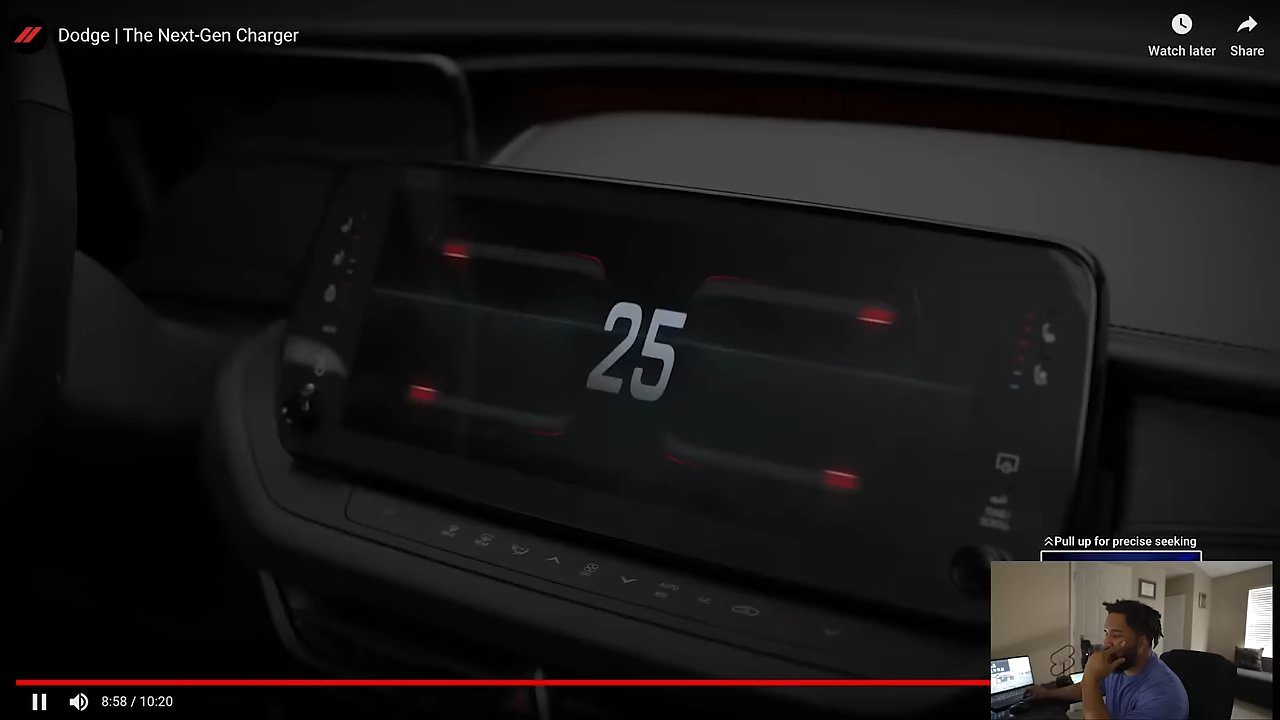 Dodge | The Next-Gen Charger
Watch later
Share
25
Pull up for precise seeking
8:58 / 10:20